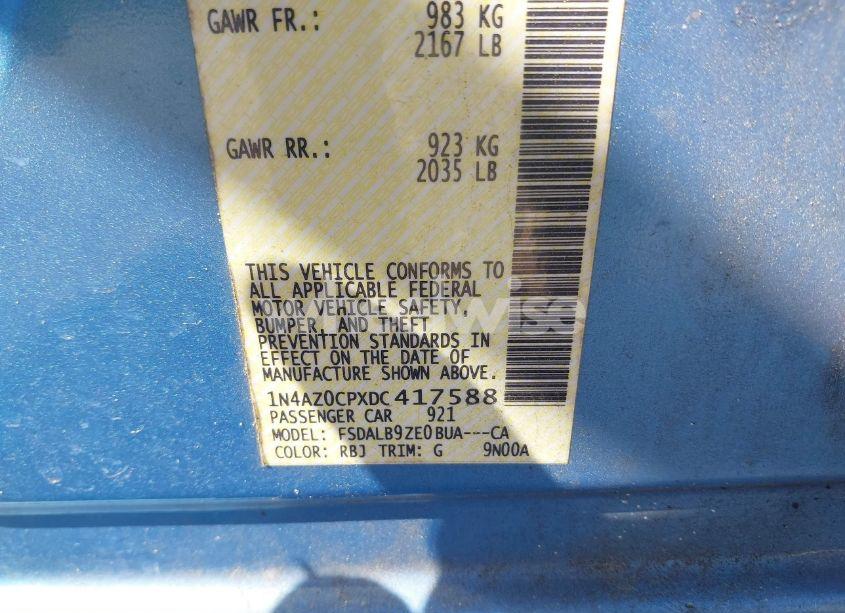 GAWR FR.: 983 KG
2167 LB
GAWR RR.: 923 KG
2035 LB
THIS VEHICLE CONFORMS TO
ALL APPLICABLE FEDERAL
MOTOR VEHICLE SAFETY,
BUMPER, AND THEFT
PREVENTION STANDARDS IN
EFFECT ON THE DATE OF
MANUFACTURE SHOWN ABOVE.
1N4AZ0CPXDC417588
PASSENGER CAR 921
MODEL: FSDALB9ZE0BUA---CA
COLOR: RBJ TRIM: G 9N00A